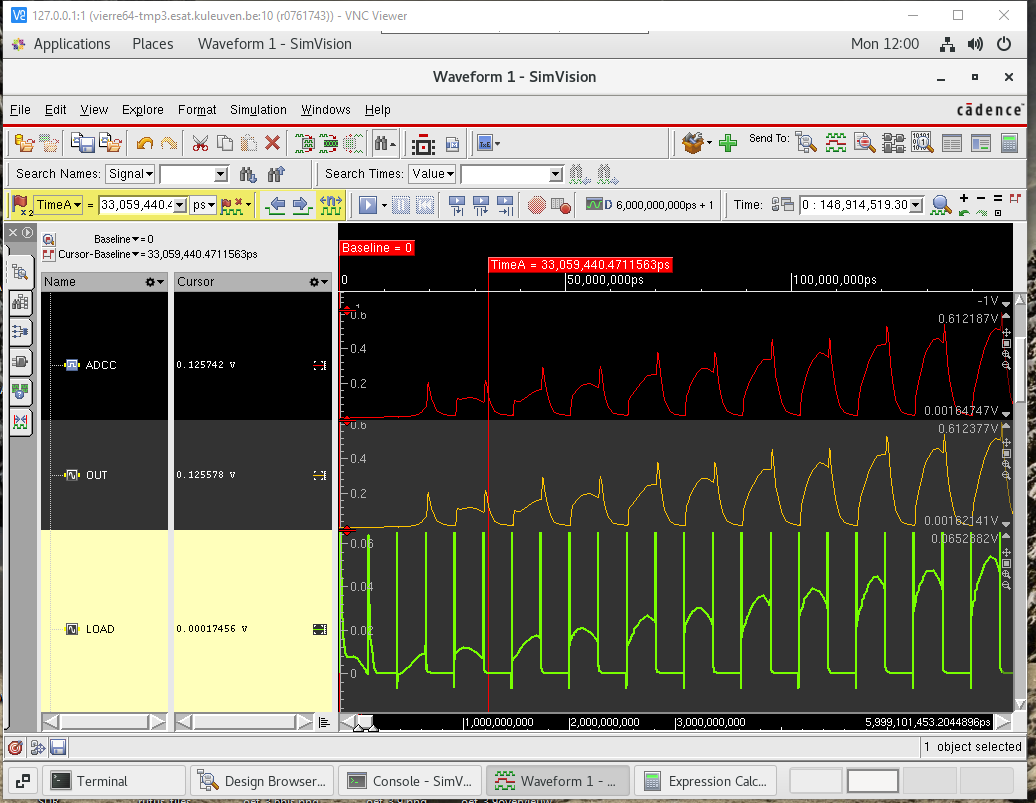 127.0.0.1:1 (vierre64-tmp3.esat.kuleuven.be:10 (r0761743)) - VNC Viewer
Applications Places Waveform 1 - SimVision Mon 12:00
Waveform 1 - SimVision
File Edit View Explore Format Simulation Windows Help cādence
Send To:
Search Names: Signal Search Times: Value
x2 TimeA = 33,059,440.4 ps 6,000,000,000ps + 1 Time: 0 : 148,914,519.30
Baseline = 0
Cursor-Baseline = 33,059,440.4711563ps
Baseline = 0
TimeA = 33,059,440.4711563ps
Name Cursor 0 50,000,000ps 100,000,000ps
-1V
0.6 0.612187V
0.4
ADCC 0.125742 V
0.2
0.00164747V
0.6 0.612377V
0.4
OUT 0.125578 V
0.2
0.00162141V
0.06 0.0652882V
0.04
LOAD 0.00017456 V 0.02
0
1,000,000,000 2,000,000,000 3,000,000,000 5,999,101,453.2044896ps
1 object selected
Terminal Design Browser... Console - SimV... Waveform 1 - ... Expression Calc...